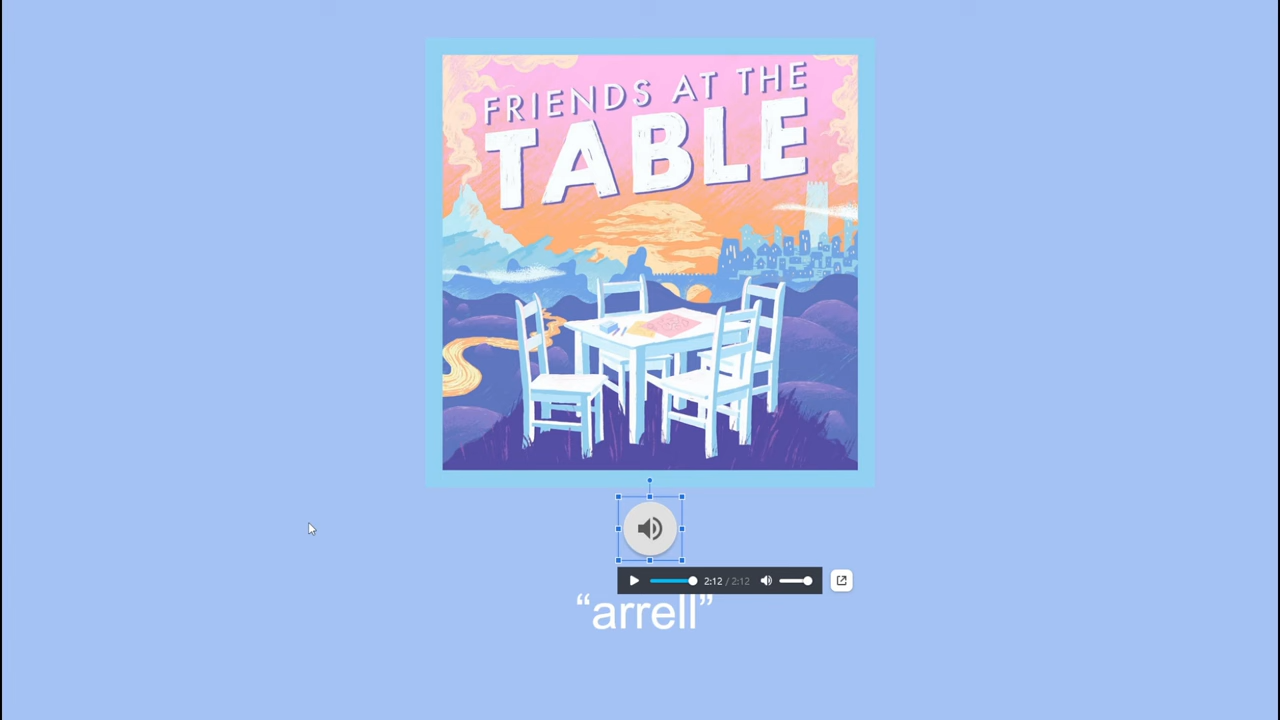 FRIENDS AT THE
TABLE
2:12 / 2:12
“arrell”